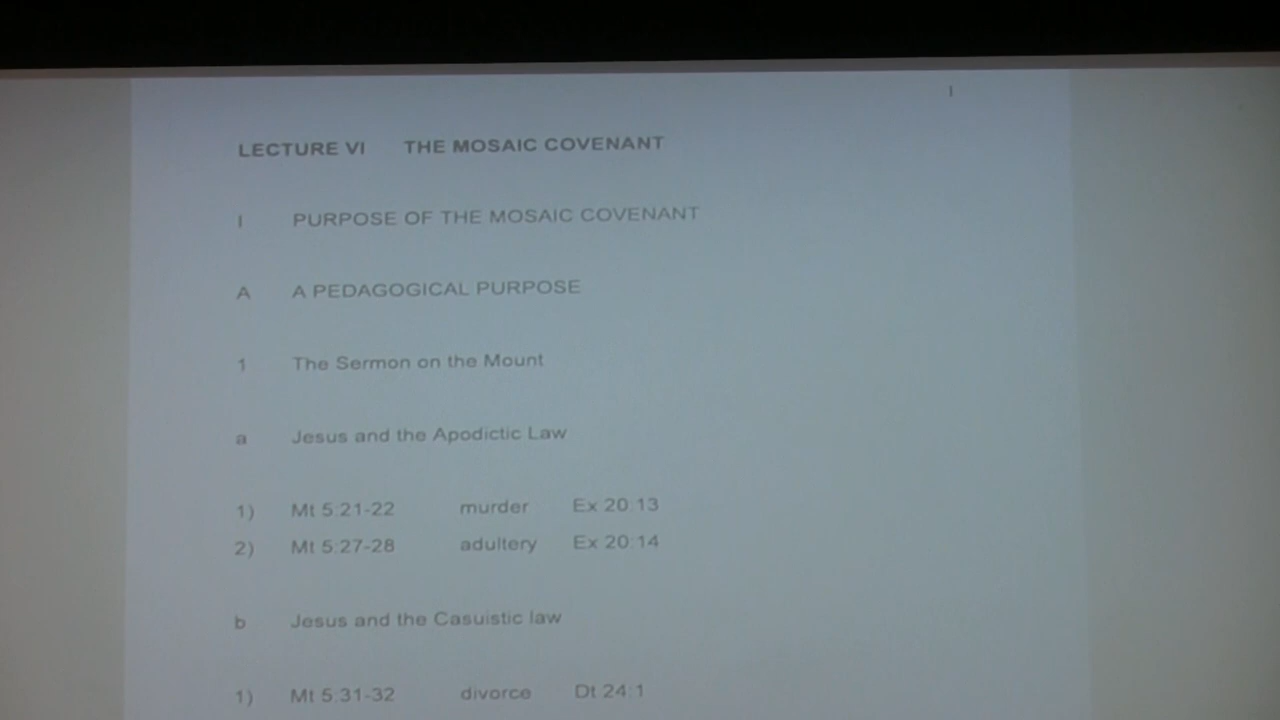 I
LECTURE VI THE MOSAIC COVENANT
I PURPOSE OF THE MOSAIC COVENANT
A A PEDAGOGICAL PURPOSE
1 The Sermon on the Mount
a Jesus and the Apodictic Law
1) Mt 5:21-22 murder Ex 20:13
2) Mt 5:27-28 adultery Ex 20:14
b Jesus and the Casuistic law
1) Mt 5:31-32 divorce Dt 24:1